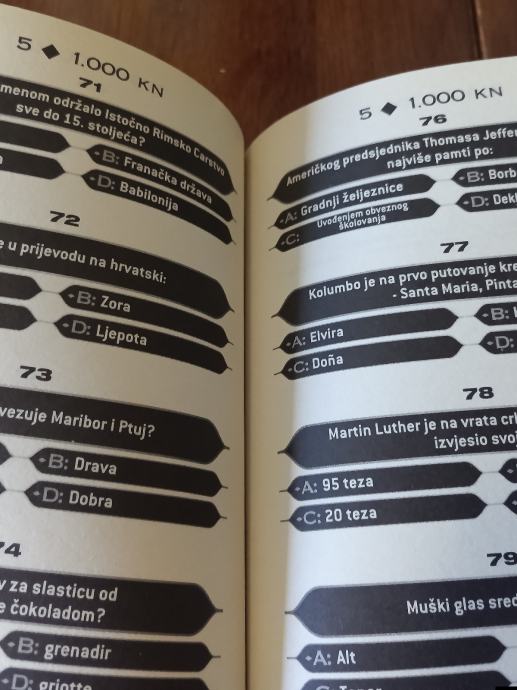 5 ◆ 1.000 KN
71
menom održalo Istočno Rimsko Carstvo
sve do 15. stoljeća?
B: Franačka država
D: Babilonija
72
e u prijevodu na hrvatski:
B: Zora
D: Ljepota
73
vezuje Maribor i Ptuj?
B: Drava
D: Dobra
74
v za slasticu od
e čokoladom?
B: grenadir
D: griotte
5 ◆ 1.000 KN
76
Američkog predsjednika Thomasa Jeffer
najviše pamti po:
A: Gradnji željeznice
B: Borb
C: Uvođenjem obveznog
školovanja
D: Dekl
77
Kolumbo je na prvo putovanje kre
- Santa Maria, Pinta
A: Elvira
B:
C: Doña
D:
78
Martin Luther je na vrata crk
izvjesio svoj
A: 95 teza
C: 20 teza
79
Muški glas sred
A: Alt